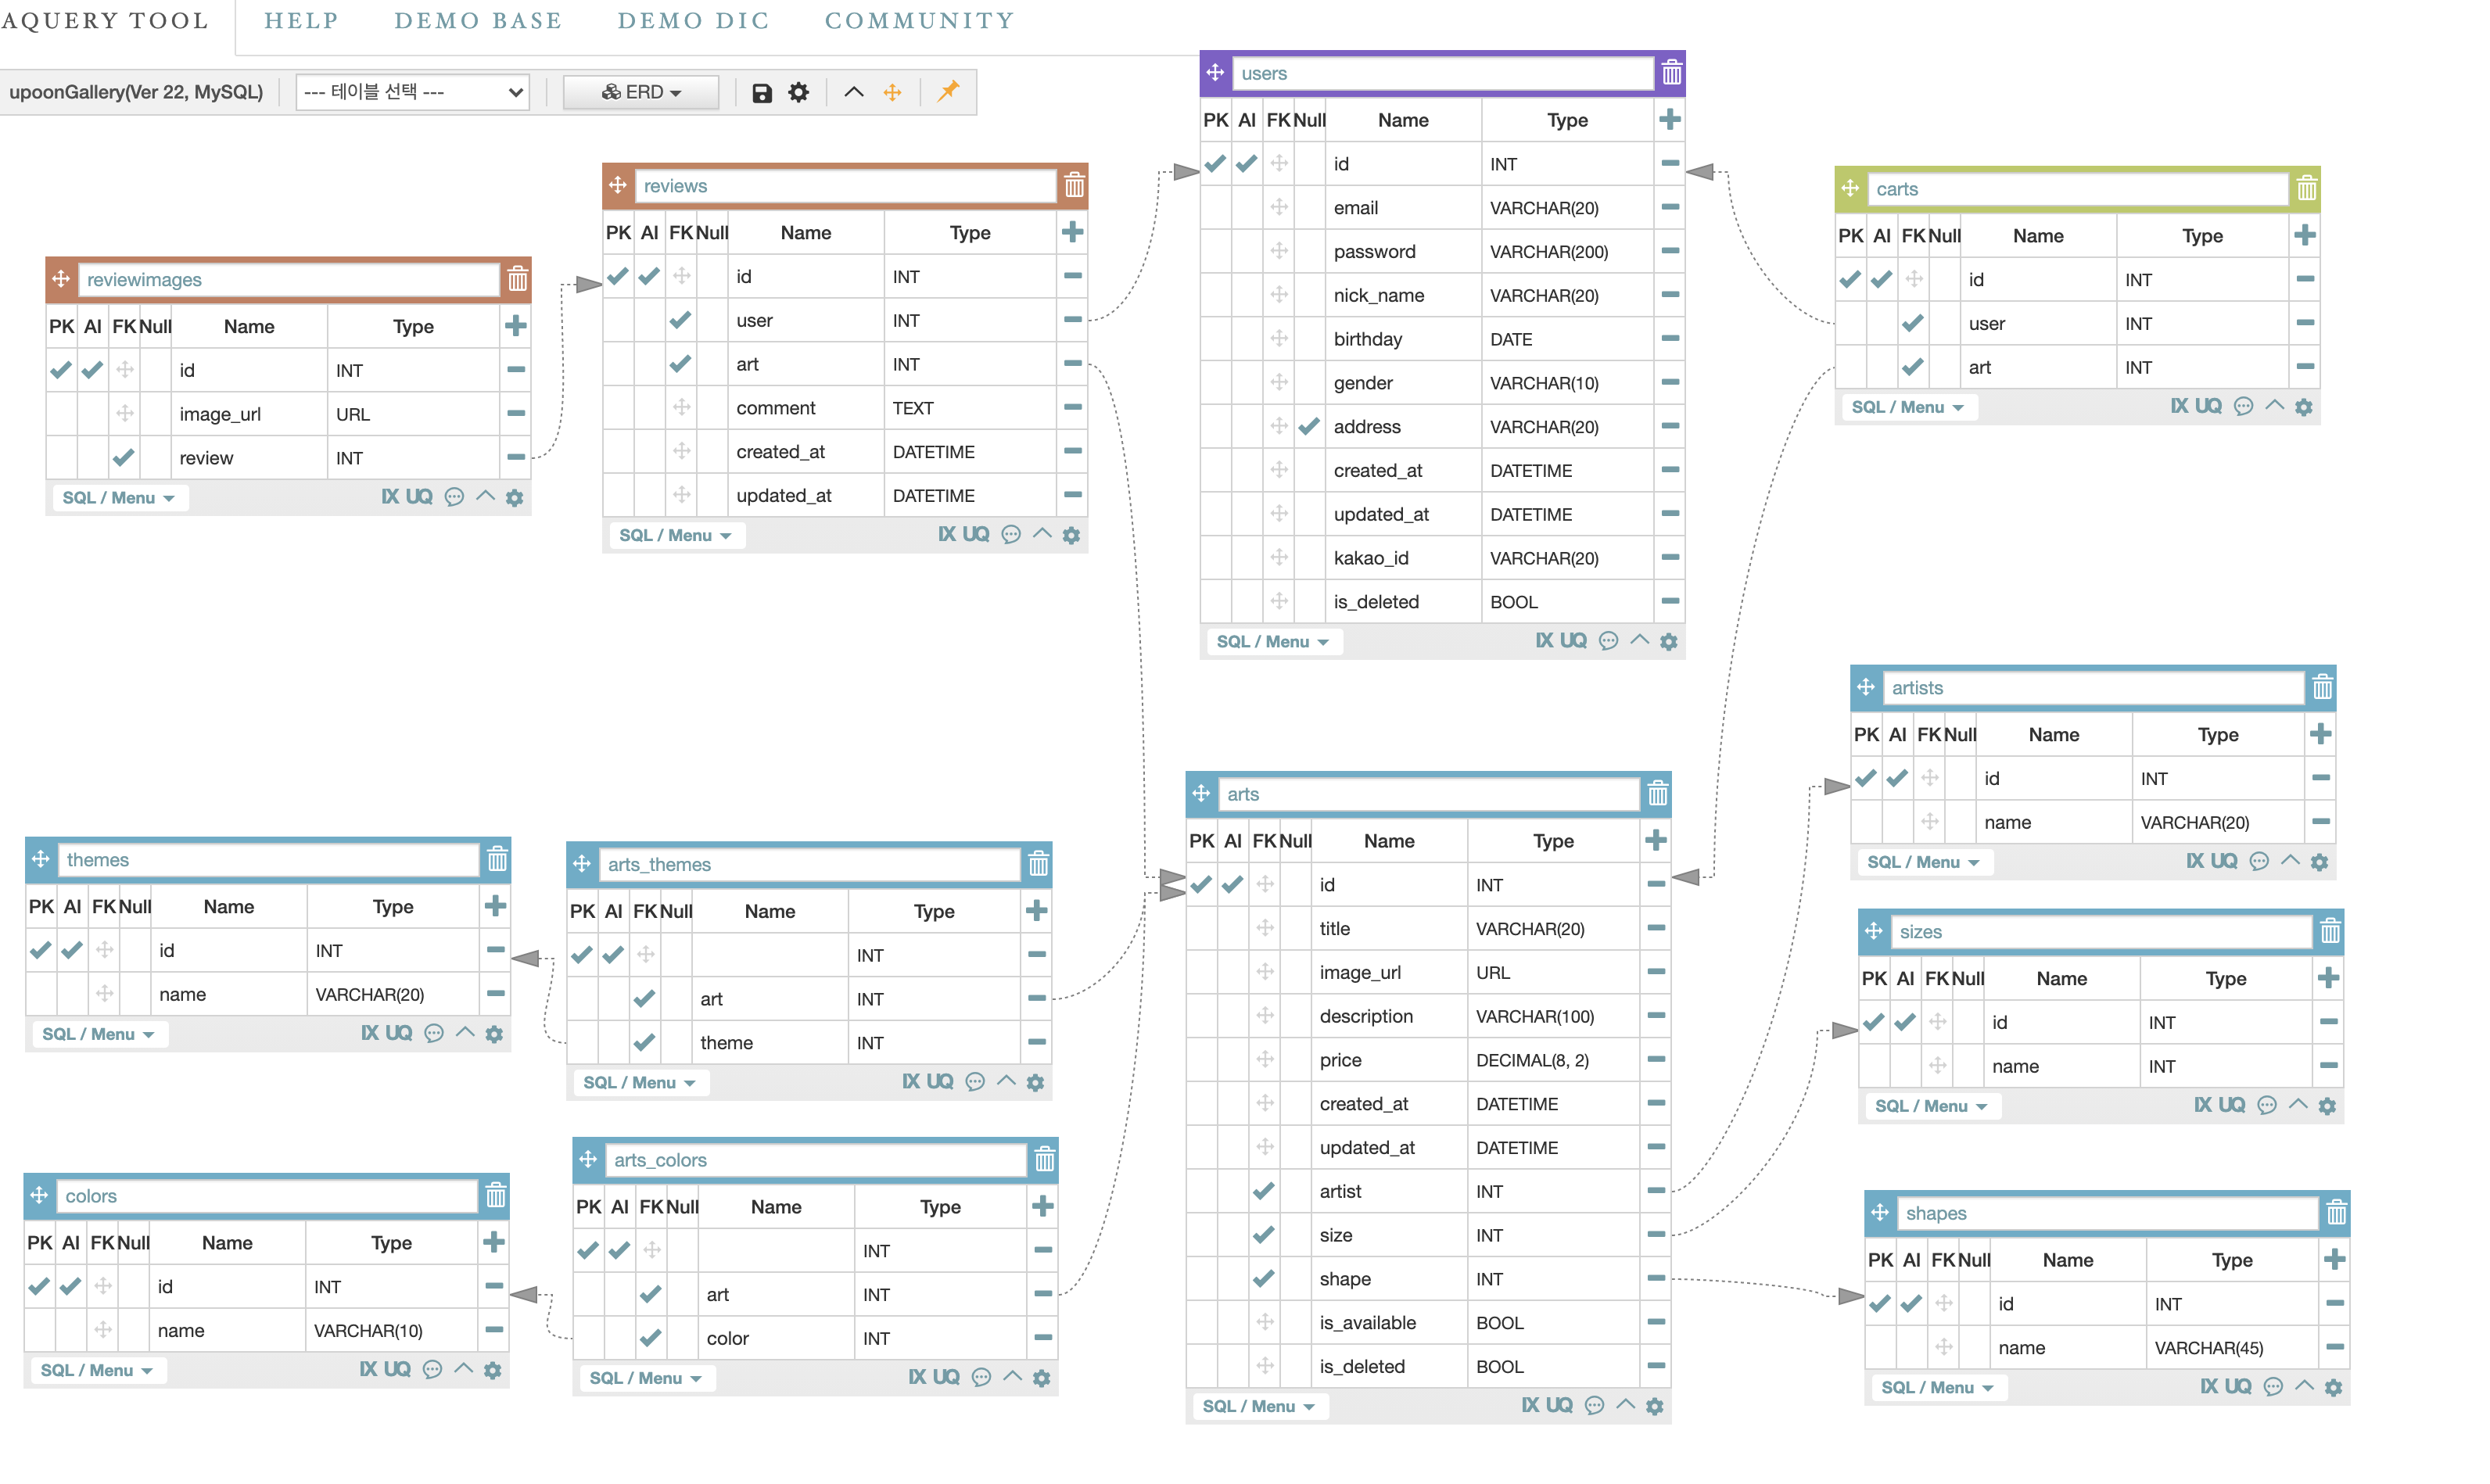 AQUERY TOOL
HELP
DEMO BASE
DEMO DIC
COMMUNITY
upoonGallery(Ver 22, MySQL)
--- 테이블 선택 ---
ERD
users
PK AI FK Null Name Type
id INT
email VARCHAR(20)
password VARCHAR(200)
nick_name VARCHAR(20)
birthday DATE
gender VARCHAR(10)
address VARCHAR(20)
created_at DATETIME
updated_at DATETIME
kakao_id VARCHAR(20)
is_deleted BOOL
SQL / Menu IX UQ
reviews
PK AI FK Null Name Type
id INT
user INT
art INT
comment TEXT
created_at DATETIME
updated_at DATETIME
SQL / Menu IX UQ
carts
PK AI FK Null Name Type
id INT
user INT
art INT
SQL / Menu IX UQ
reviewimages
PK AI FK Null Name Type
id INT
image_url URL
review INT
SQL / Menu IX UQ
artists
PK AI FK Null Name Type
id INT
name VARCHAR(20)
SQL / Menu IX UQ
arts
PK AI FK Null Name Type
id INT
title VARCHAR(20)
image_url URL
description VARCHAR(100)
price DECIMAL(8, 2)
created_at DATETIME
updated_at DATETIME
artist INT
size INT
shape INT
is_available BOOL
is_deleted BOOL
SQL / Menu IX UQ
themes
PK AI FK Null Name Type
id INT
name VARCHAR(20)
SQL / Menu IX UQ
arts_themes
PK AI FK Null Name Type
INT
art INT
theme INT
SQL / Menu IX UQ
sizes
PK AI FK Null Name Type
id INT
name INT
SQL / Menu IX UQ
colors
PK AI FK Null Name Type
id INT
name VARCHAR(10)
SQL / Menu IX UQ
arts_colors
PK AI FK Null Name Type
INT
art INT
color INT
SQL / Menu IX UQ
shapes
PK AI FK Null Name Type
id INT
name VARCHAR(45)
SQL / Menu IX UQ